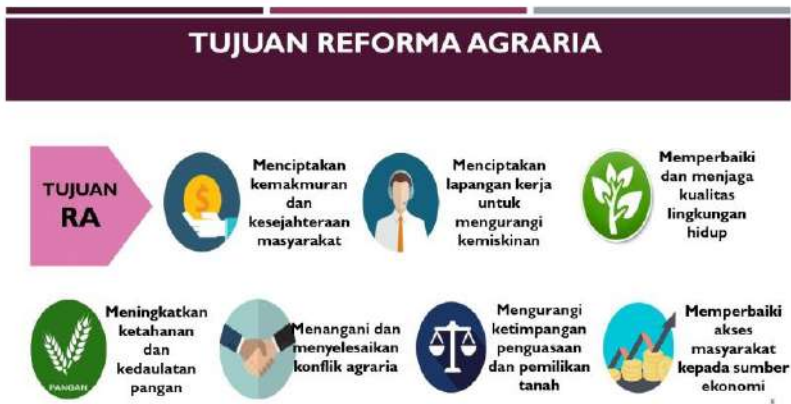 TUJUAN REFORMA AGRARIA
TUJUAN
RA
Menciptakan
kemakmuran
dan
kesejahteraan
masyarakat
Menciptakan
lapangan kerja
untuk
mengurangi
kemiskinan
Memperbaiki
dan menjaga
kualitas
lingkungan
hidup
PANGAN
Meningkatkan
ketahanan
dan
kedaulatan
pangan
Menangani dan
menyelesaikan
konflik agraria
Mengurangi
ketimpangan
penguasaan
dan pemilikan
tanah
Memperbaiki
akses
masyarakat
kepada sumber
ekonomi